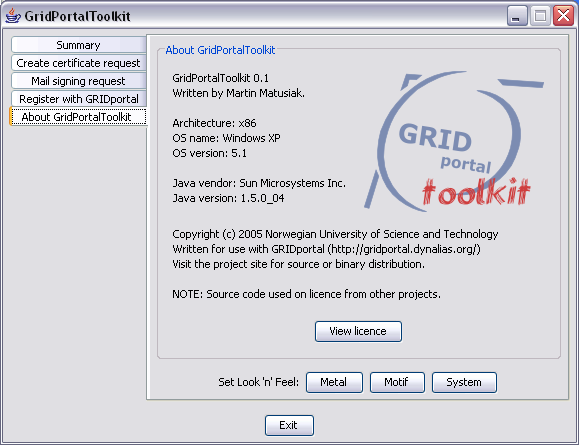 GridPortalToolkit
Summary
Create certificate request
Mail signing request
Register with GRIDportal
About GridPortalToolkit
About GridPortalToolkit
GridPortalToolkit 0.1
Written by Martin Matusiak.
Architecture: x86
OS name: Windows XP
OS version: 5.1
Java vendor: Sun Microsystems Inc.
Java version: 1.5.0_04
GRID
portal
toolkit
Copyright (c) 2005 Norwegian University of Science and Technology
Written for use with GRIDportal (http://gridportal.dynalias.org/)
Visit the project site for source or binary distribution.
NOTE: Source code used on licence from other projects.
View licence
Set Look 'n' Feel: Metal Motif System
Exit